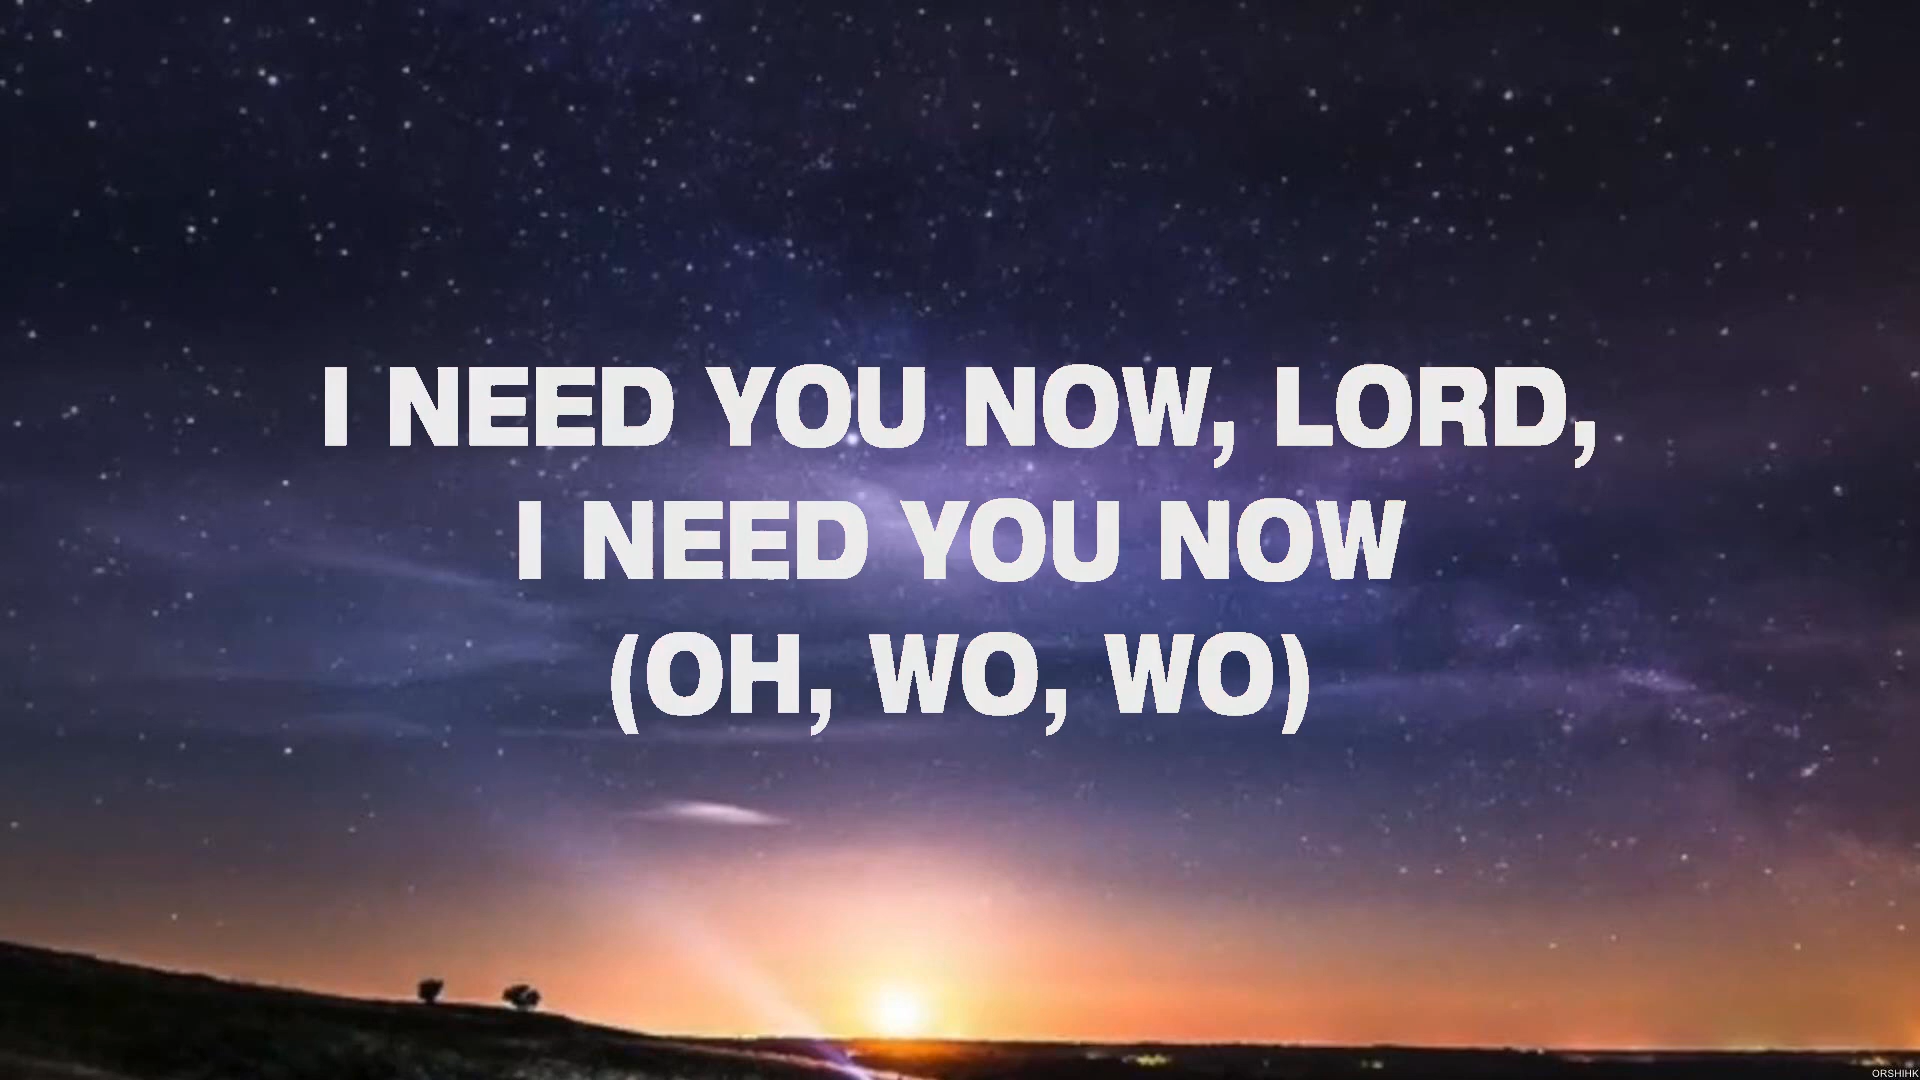 I NEED YOU NOW, LORD,
I NEED YOU NOW
(OH, WO, WO)
ORSHIHK